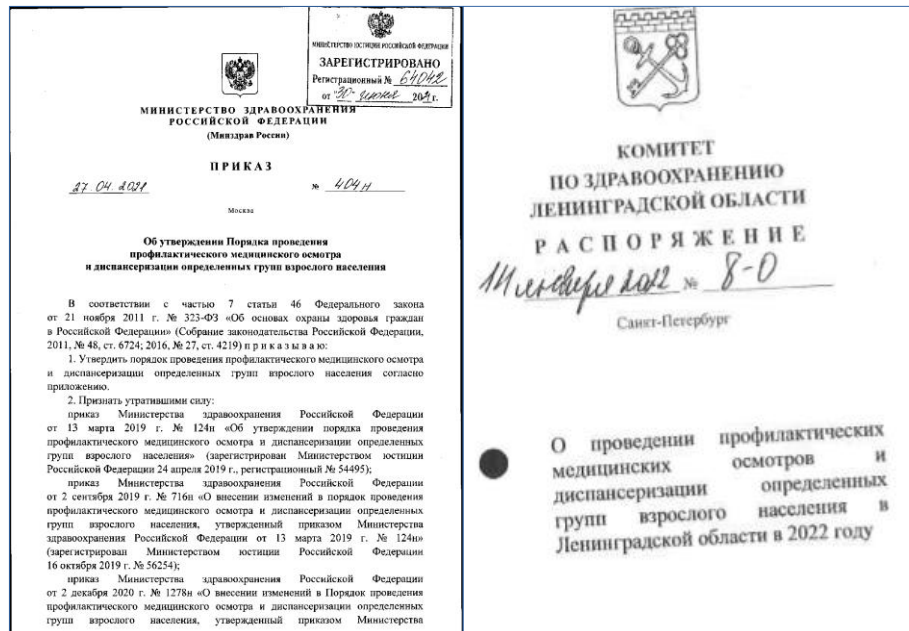 МИНИСТЕРСТВО ЮСТИЦИИ РОССИЙСКОЙ ФЕДЕРАЦИИ
ЗАРЕГИСТРИРОВАНО
Регистрационный № 64042
от "30" июня 2021 г.
МИНИСТЕРСТВО ЗДРАВООХРАНЕНИЯ
РОССИЙСКОЙ ФЕДЕРАЦИИ
(Минздрав России)
ПРИКАЗ
27.04.2021 № 404н
Москва
Об утверждении Порядка проведения
профилактического медицинского осмотра
и диспансеризации определенных групп взрослого населения
В соответствии с частью 7 статьи 46 Федерального закона
от 21 ноября 2011 г. № 323-ФЗ «Об основах охраны здоровья граждан
в Российской Федерации» (Собрание законодательства Российской Федерации,
2011, № 48, ст. 6724; 2016, № 27, ст. 4219) приказываю:
1. Утвердить порядок проведения профилактического медицинского осмотра
и диспансеризации определенных групп взрослого населения согласно
приложению.
2. Признать утратившими силу:
приказ Министерства здравоохранения Российской Федерации
от 13 марта 2019 г. № 124н «Об утверждении порядка проведения
профилактического медицинского осмотра и диспансеризации определенных
групп взрослого населения» (зарегистрирован Министерством юстиции
Российской Федерации 24 апреля 2019 г., регистрационный № 54495);
приказ Министерства здравоохранения Российской Федерации
от 2 сентября 2019 г. № 716н «О внесении изменений в порядок проведения
профилактического медицинского осмотра и диспансеризации определенных
групп взрослого населения, утвержденный приказом Министерства
здравоохранения Российской Федерации от 13 марта 2019 г. № 124н»
(зарегистрирован Министерством юстиции Российской Федерации
16 октября 2019 г. № 56254);
приказ Министерства здравоохранения Российской Федерации
от 2 декабря 2020 г. № 1278н «О внесении изменений в Порядок проведения
профилактического медицинского осмотра и диспансеризации определенных
групп взрослого населения, утвержденный приказом Министерства
КОМИТЕТ
ПО ЗДРАВООХРАНЕНИЮ
ЛЕНИНГРАДСКОЙ ОБЛАСТИ
РАСПОРЯЖЕНИЕ
14 января 2022 № 8-О
Санкт-Петербург
О проведении профилактических
медицинских осмотров и
диспансеризации определенных
групп взрослого населения в
Ленинградской области в 2022 году